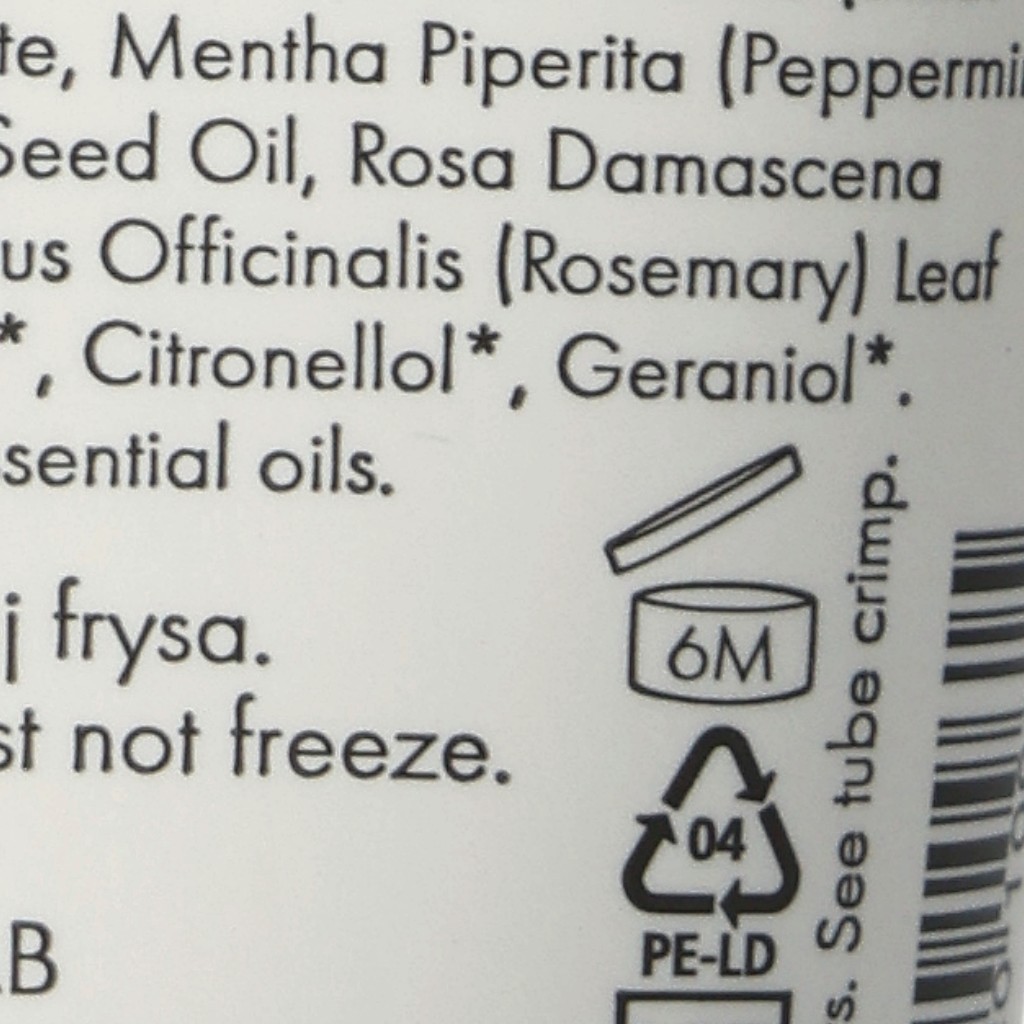 te, Mentha Piperita (Peppermi
Seed Oil, Rosa Damascena
us Officinalis (Rosemary) Leaf
*, Citronellol*, Geraniol*.
sential oils.
j frysa.
st not freeze.
B
6M
04
PE-LD
s. See tube crimp.